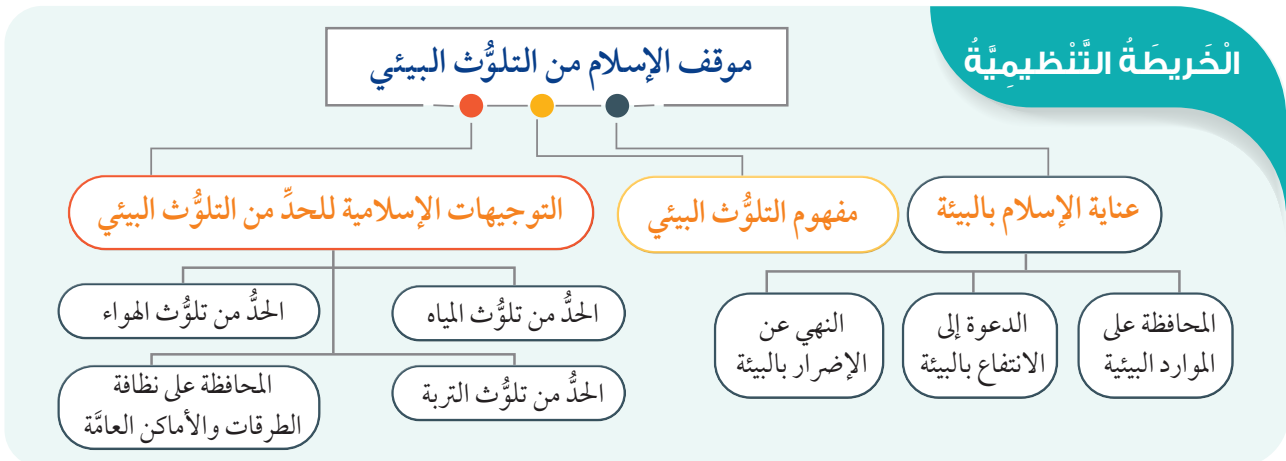 الْخَريطَةُ التَّنْظيمِيَّةُ
موقف الإسلام من التلوُّث البيئي
عناية الإسلام بالبيئة
مفهوم التلوُّث البيئي
التوجيهات الإسلامية للحدِّ من التلوُّث البيئي
المحافظة على
الموارد البيئية
الدعوة إلى
الانتفاع بالبيئة
النهي عن
الإضرار بالبيئة
الحدُّ من تلوُّث المياه
الحدُّ من تلوُّث الهواء
الحدُّ من تلوُّث التربة
المحافظة على نظافة
الطرقات والأماكن العامَّة